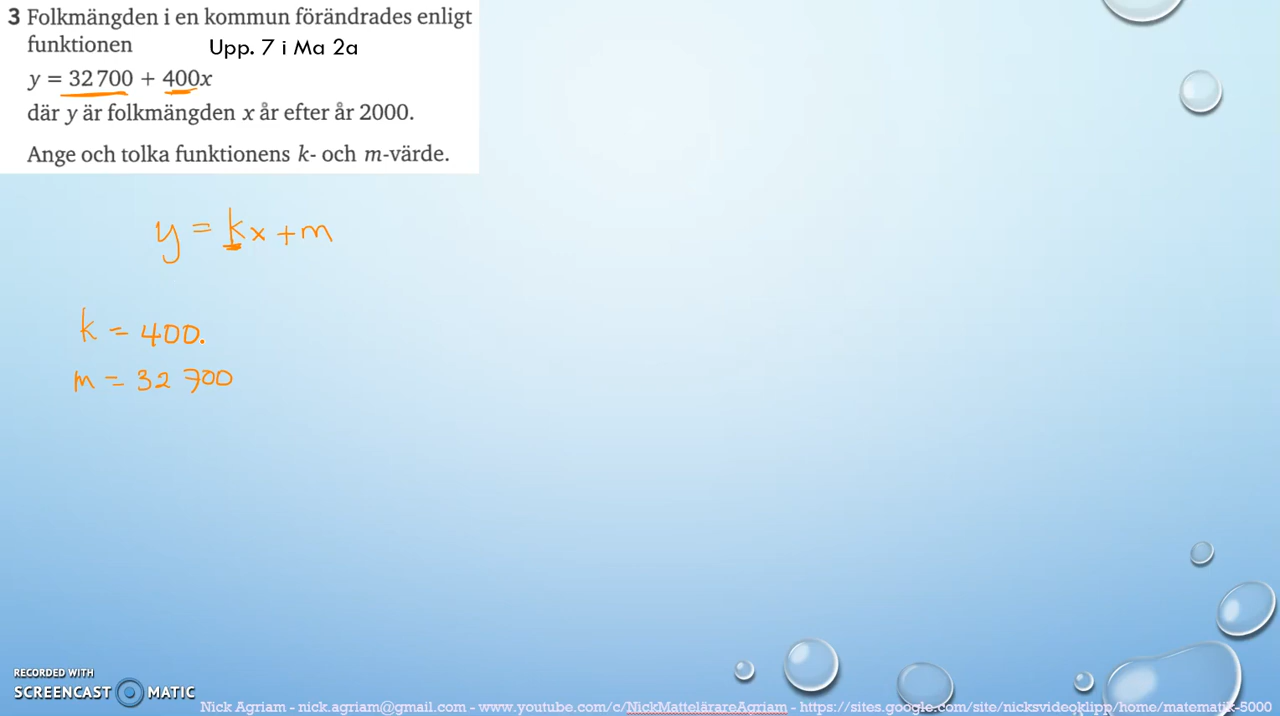 3 Folkmängden i en kommun förändrades enligt
funktionen
Upp. 7 i Ma 2a
y = 32 700 + 400x
där y är folkmängden x år efter år 2000.
Ange och tolka funktionens k- och m-värde.
y = kx + m
k = 400.
m = 32 700
RECORDED WITH
SCREENCAST MATIC
Nick Agriam - nick.agriam@gmail.com - www.youtube.com/c/NickMattelärareAgriam - https://sites.google.com/site/nicksvideoklipp/home/matematik-5000